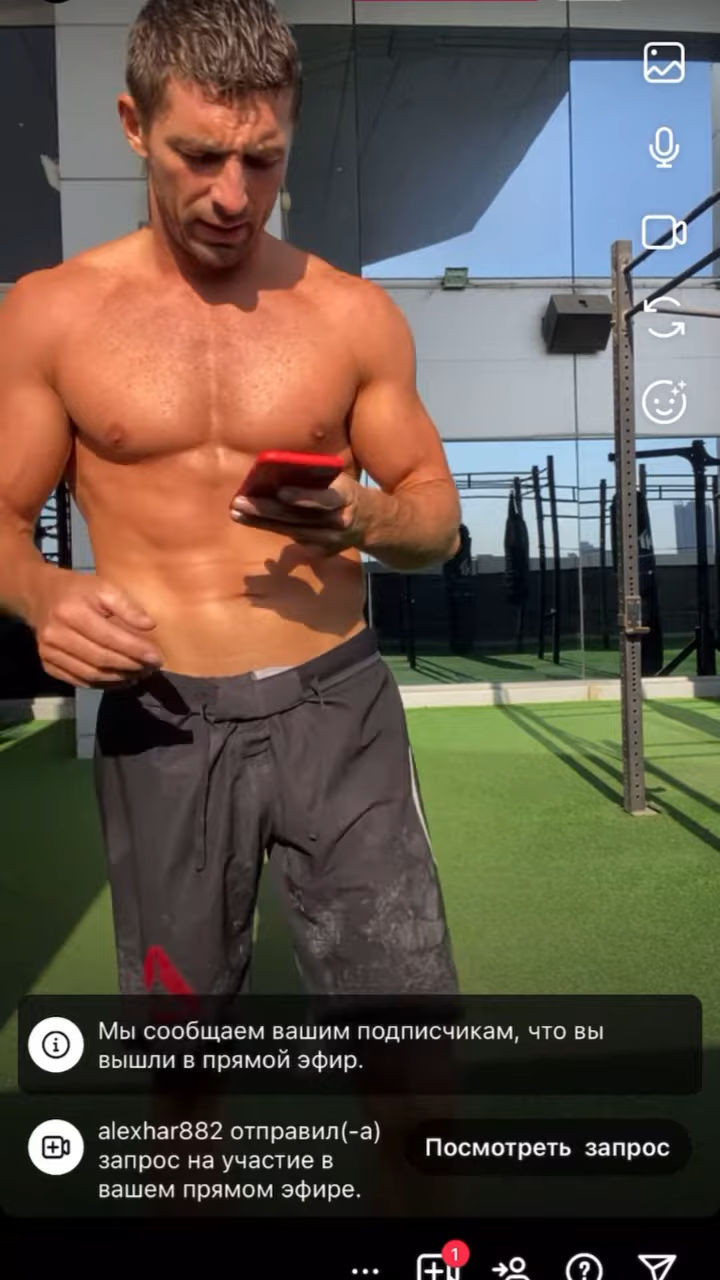 Мы сообщаем вашим подписчикам, что вы
вышли в прямой эфир.
alexhar882 отправил(-а)
запрос на участие в
вашем прямом эфире.
Посмотреть запрос
1